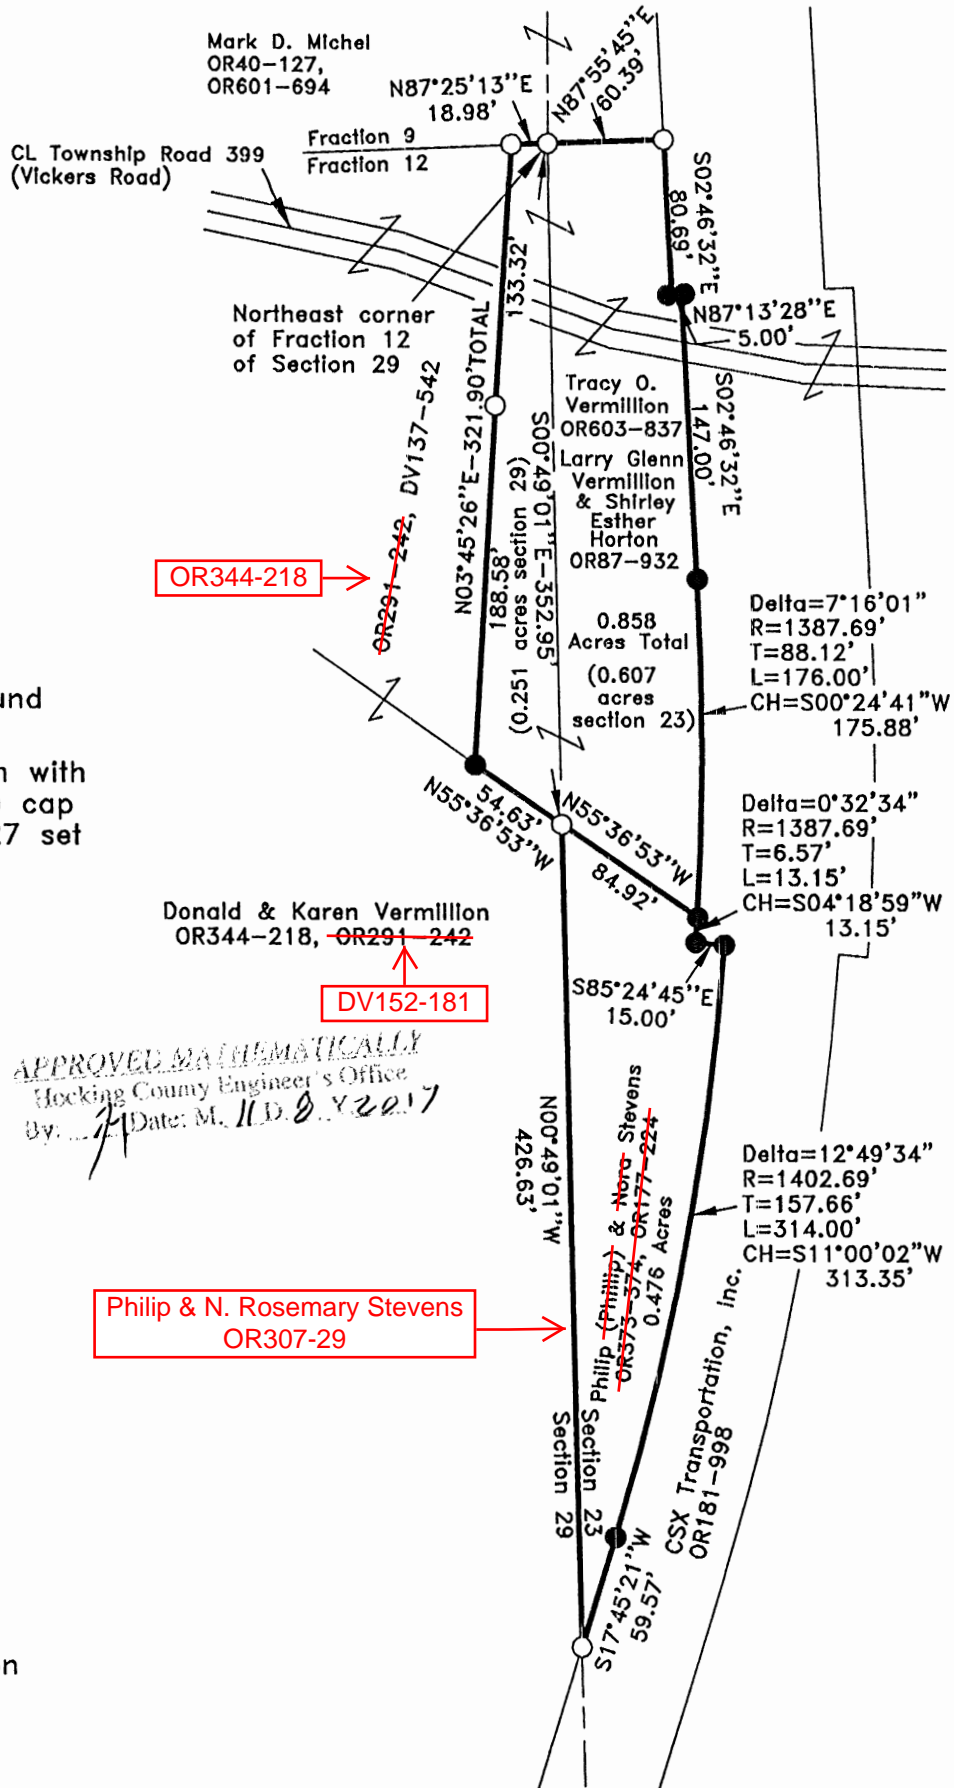 Mark D. Michel
OR40-127,
OR601-694
N87°25'13"E
18.98'
N87°55'45"E
60.39'
Fraction 9
Fraction 12
CL Township Road 399
(Vickers Road)
S02°46'32"E
80.69'
N87°13'28"E
5.00'
Northeast corner
of Fraction 12
of Section 29
133.32'
N03°45'26"E-321.90'TOTAL
188.58'
OR291-242, DV137-542
OR344-218
S00°49'01"E-352.95'
(0.251 acres section 29)
Tracy O.
Vermillion
OR603-837
Larry Glenn
Vermillion
& Shirley
Esther
Horton
OR87-932
0.858
Acres Total
(0.607
acres
section 23)
S02°46'32"E
147.00'
Delta=7°16'01"
R=1387.69'
T=88.12'
L=176.00'
CH=S00°24'41"W
175.88'
und
n with
cap
27 set
54.63'
N55°36'53"W
N55°36'53"W
84.92'
Delta=0°32'34"
R=1387.69'
T=6.57'
L=13.15'
CH=S04°18'59"W
13.15'
Donald & Karen Vermillion
OR344-218, OR291-242
DV152-181
S85°24'45"E
15.00'
APPROVED MATHEMATICALLY
Hocking County Engineer's Office
By: Date: M. 11 D. 8 Y 2017
N00°49'01"W
426.63'
Philip (Phillip) & Nora Stevens
OR373-374, OR177-224
0.476 Acres
Delta=12°49'34"
R=1402.69'
T=157.66'
L=314.00'
CH=S11°00'02"W
313.35'
Philip & N. Rosemary Stevens
OR307-29
Section 29
Section 23
CSX Transportation, Inc.
OR181-998
S17°45'21"W
59.57'
n